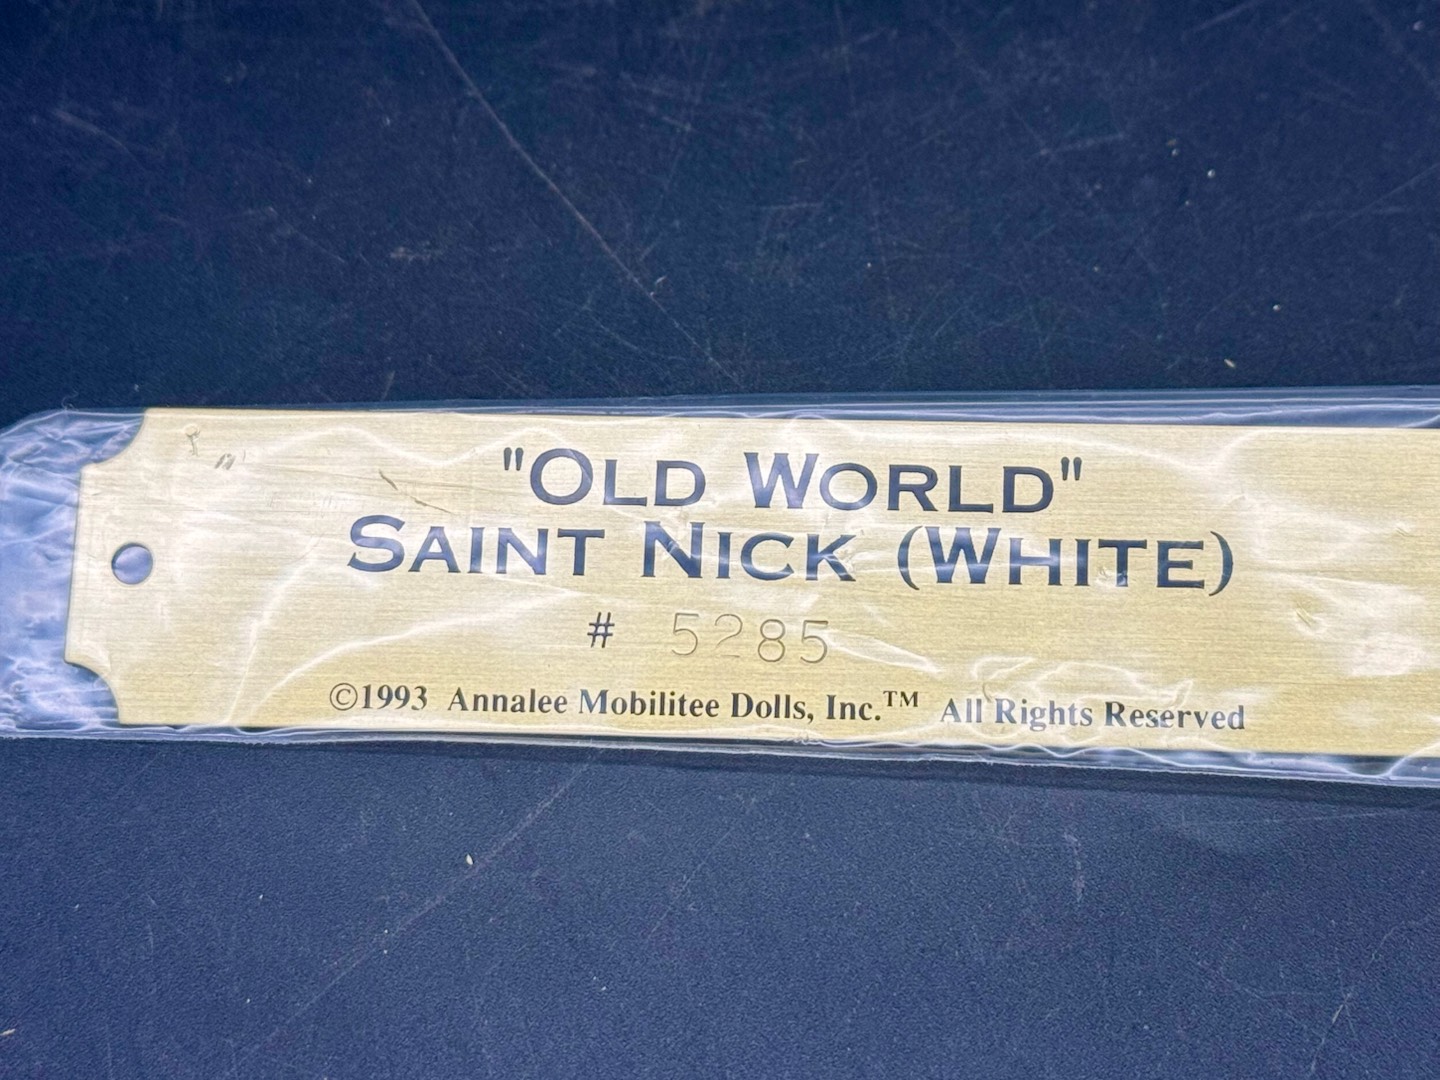 "OLD WORLD"
SAINT NICK (WHITE)
# 5285
©1993 Annalee Mobilitee Dolls, Inc.™ All Rights Reserved